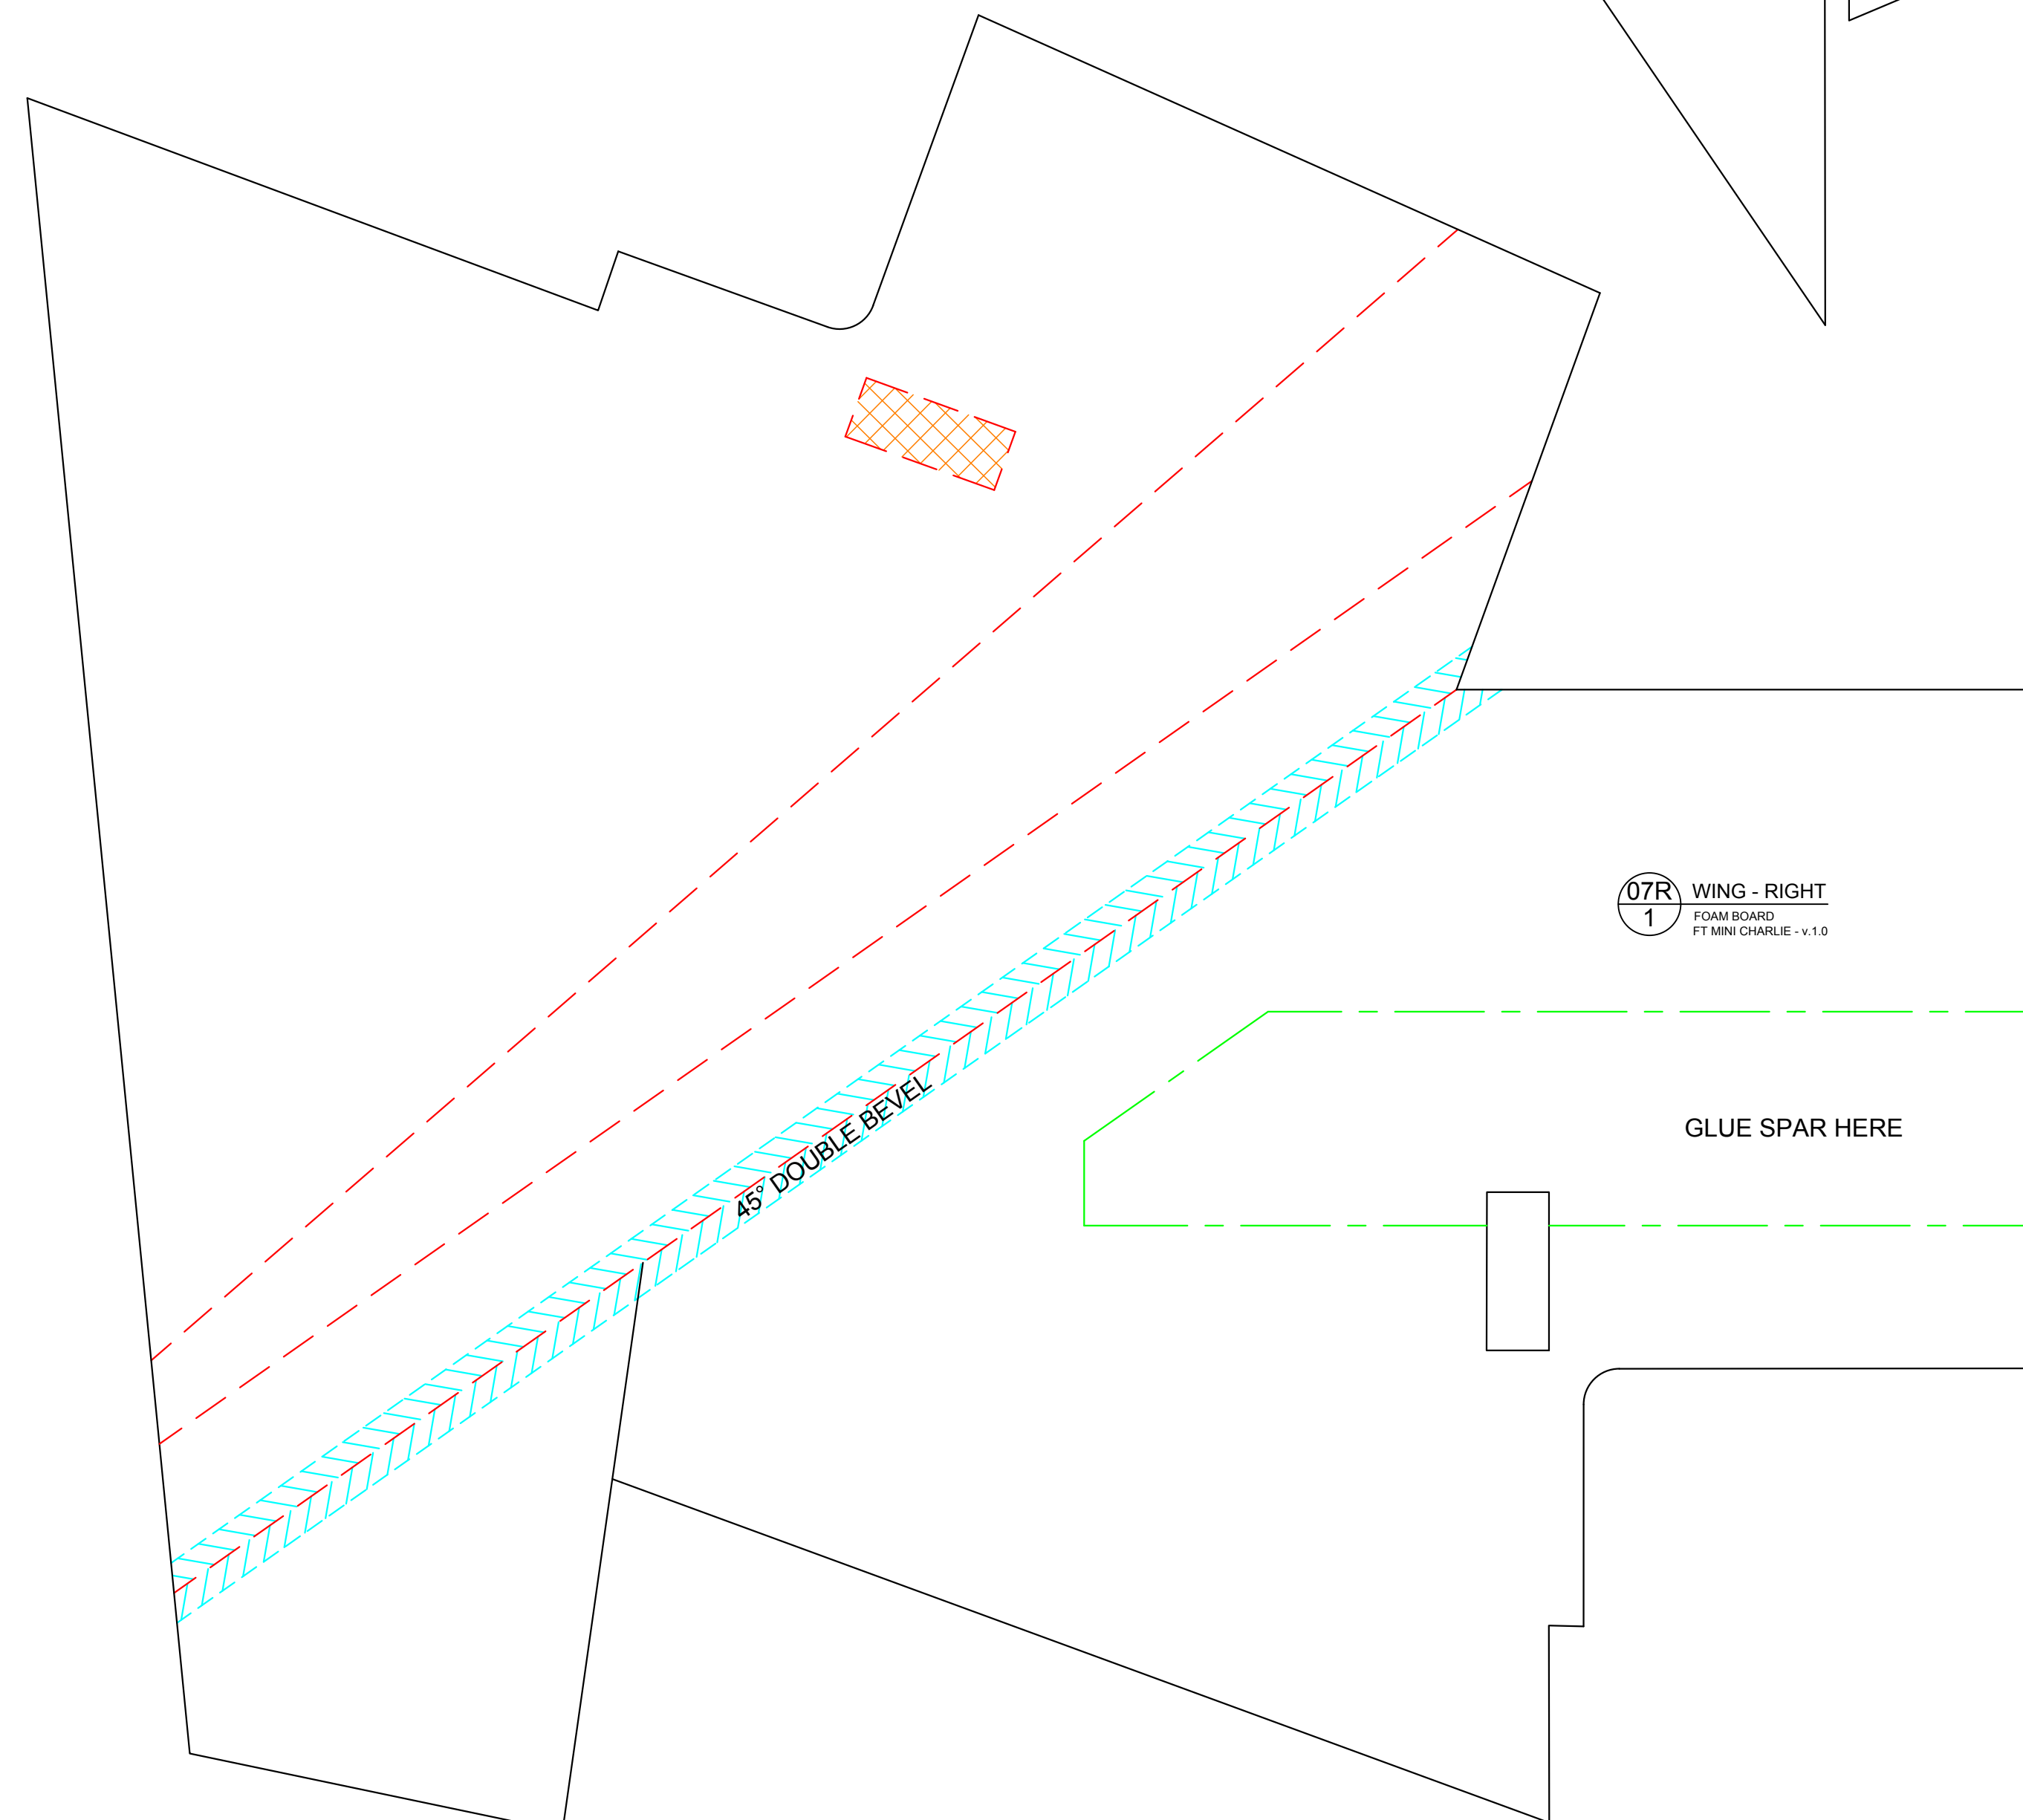 07R
1
WING - RIGHT
FOAM BOARD
FT MINI CHARLIE - v.1.0
45° DOUBLE BEVEL
GLUE SPAR HERE